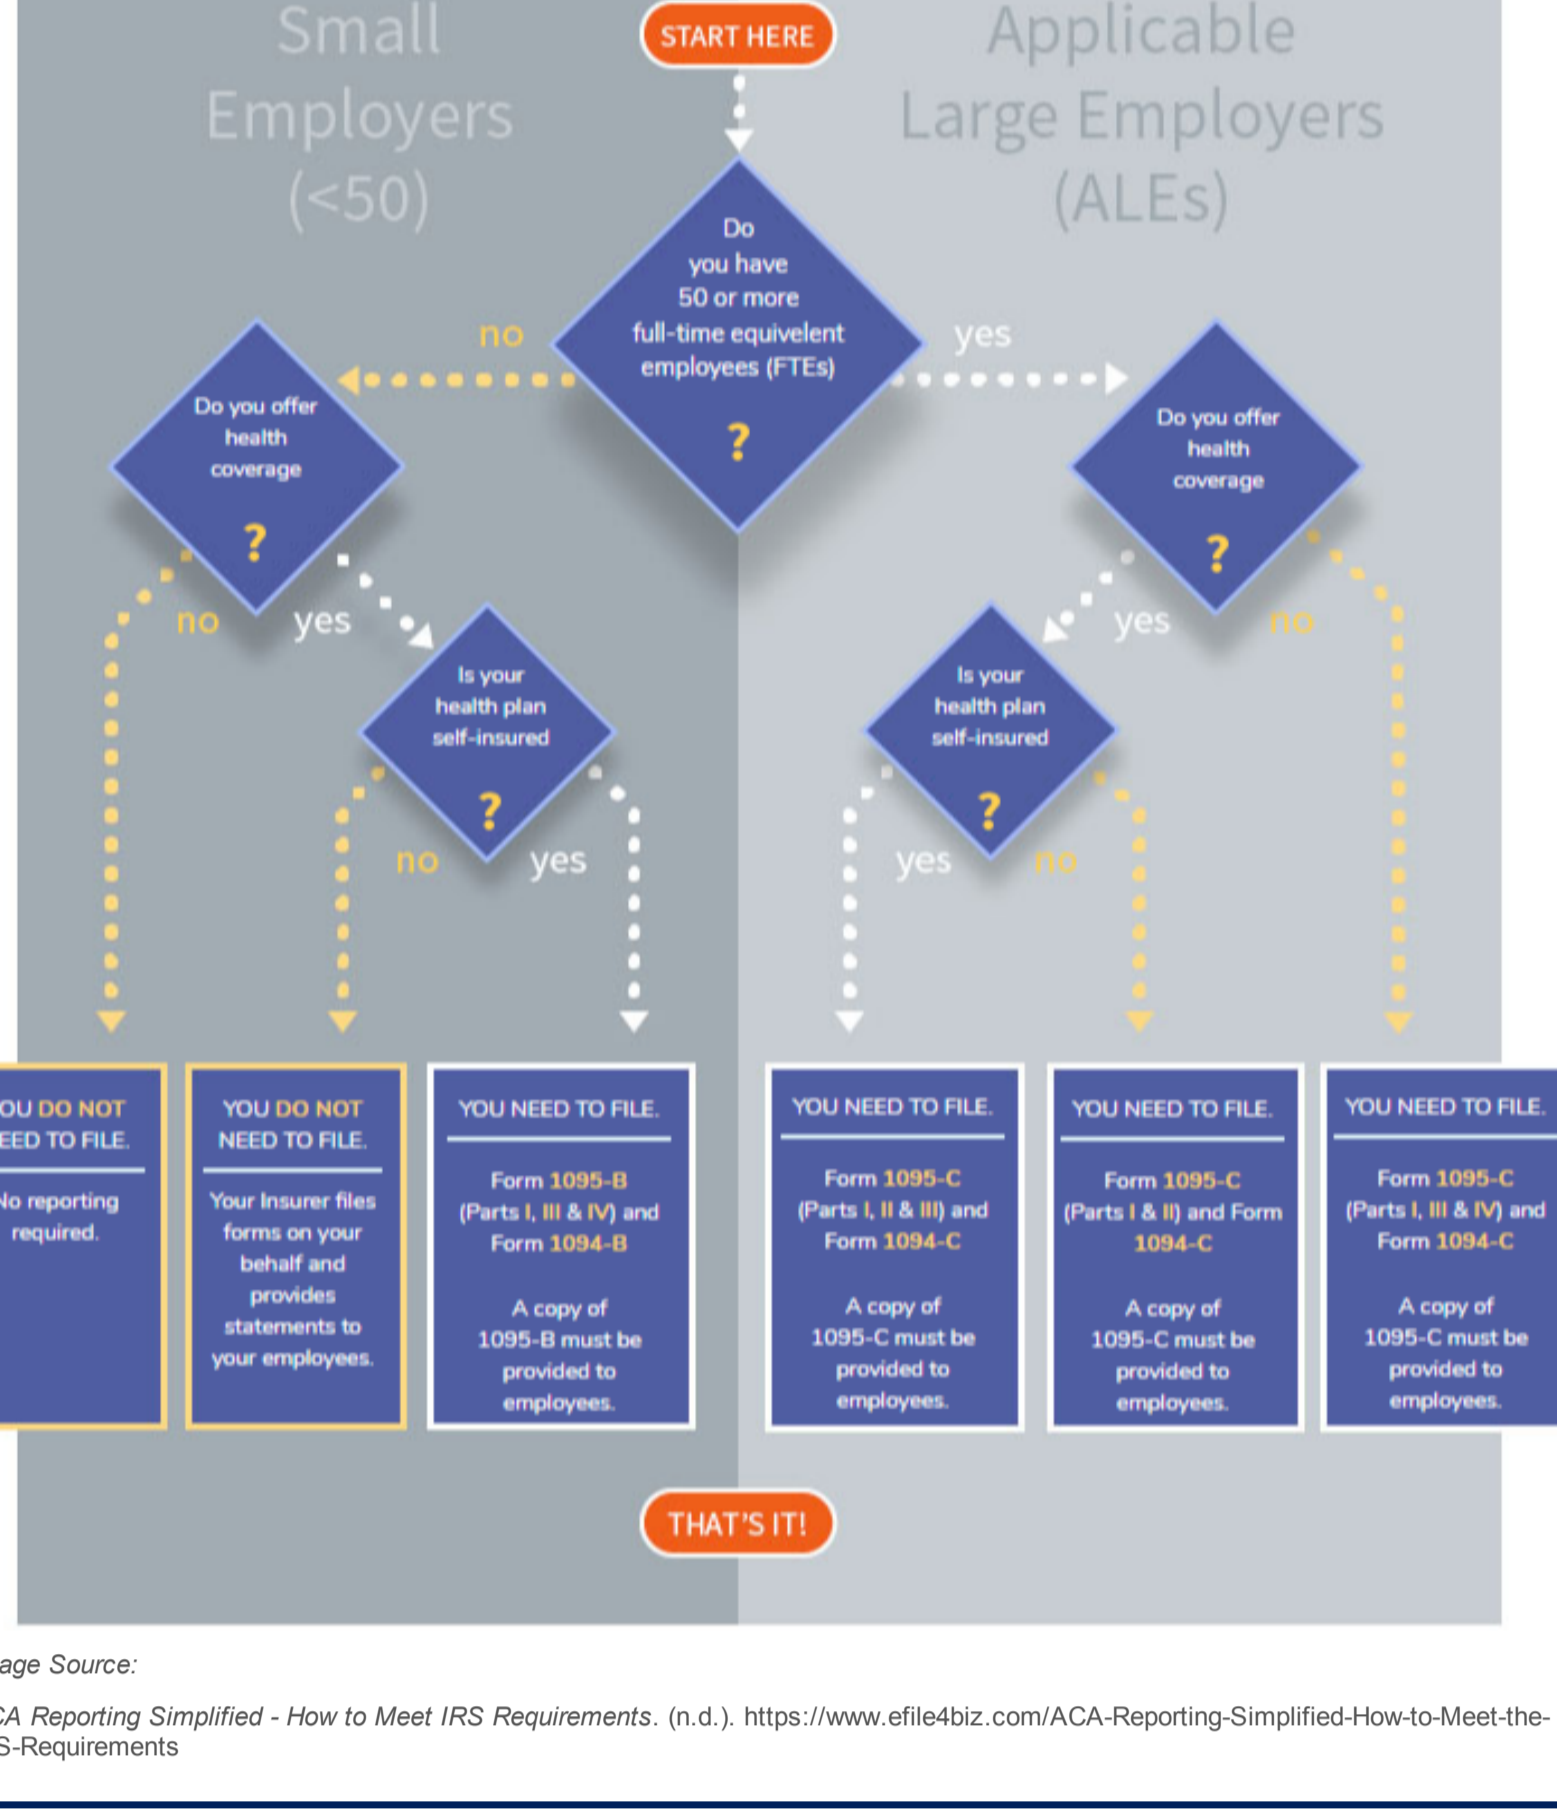 Small
Employers
(<50)
START HERE
Applicable
Large Employers
(ALEs)
Do
you have
50 or more
full-time equivelent
employees (FTEs)
?
no
yes
Do you offer
health
coverage
?
no
yes
Do you offer
health
coverage
?
yes
no
Is your
health plan
self-insured
?
no
yes
Is your
health plan
self-insured
?
yes
no
OU DO NOT
EED TO FILE.
No reporting
required.
YOU DO NOT
NEED TO FILE.
Your Insurer files
forms on your
behalf and
provides
statements to
your employees.
YOU NEED TO FILE.
Form 1095-B
(Parts I, III & IV) and
Form 1094-B
A copy of
1095-B must be
provided to
employees.
YOU NEED TO FILE.
Form 1095-C
(Parts I, II & III) and
Form 1094-C
A copy of
1095-C must be
provided to
employees.
YOU NEED TO FILE.
Form 1095-C
(Parts I & II) and Form
1094-C
A copy of
1095-C must be
provided to
employees.
YOU NEED TO FILE.
Form 1095-C
(Parts I, III & IV) and
Form 1094-C
A copy of
1095-C must be
provided to
employees.
THAT'S IT!
age Source:
CA Reporting Simplified - How to Meet IRS Requirements. (n.d.). https://www.efile4biz.com/ACA-Reporting-Simplified-How-to-Meet-the-
S-Requirements